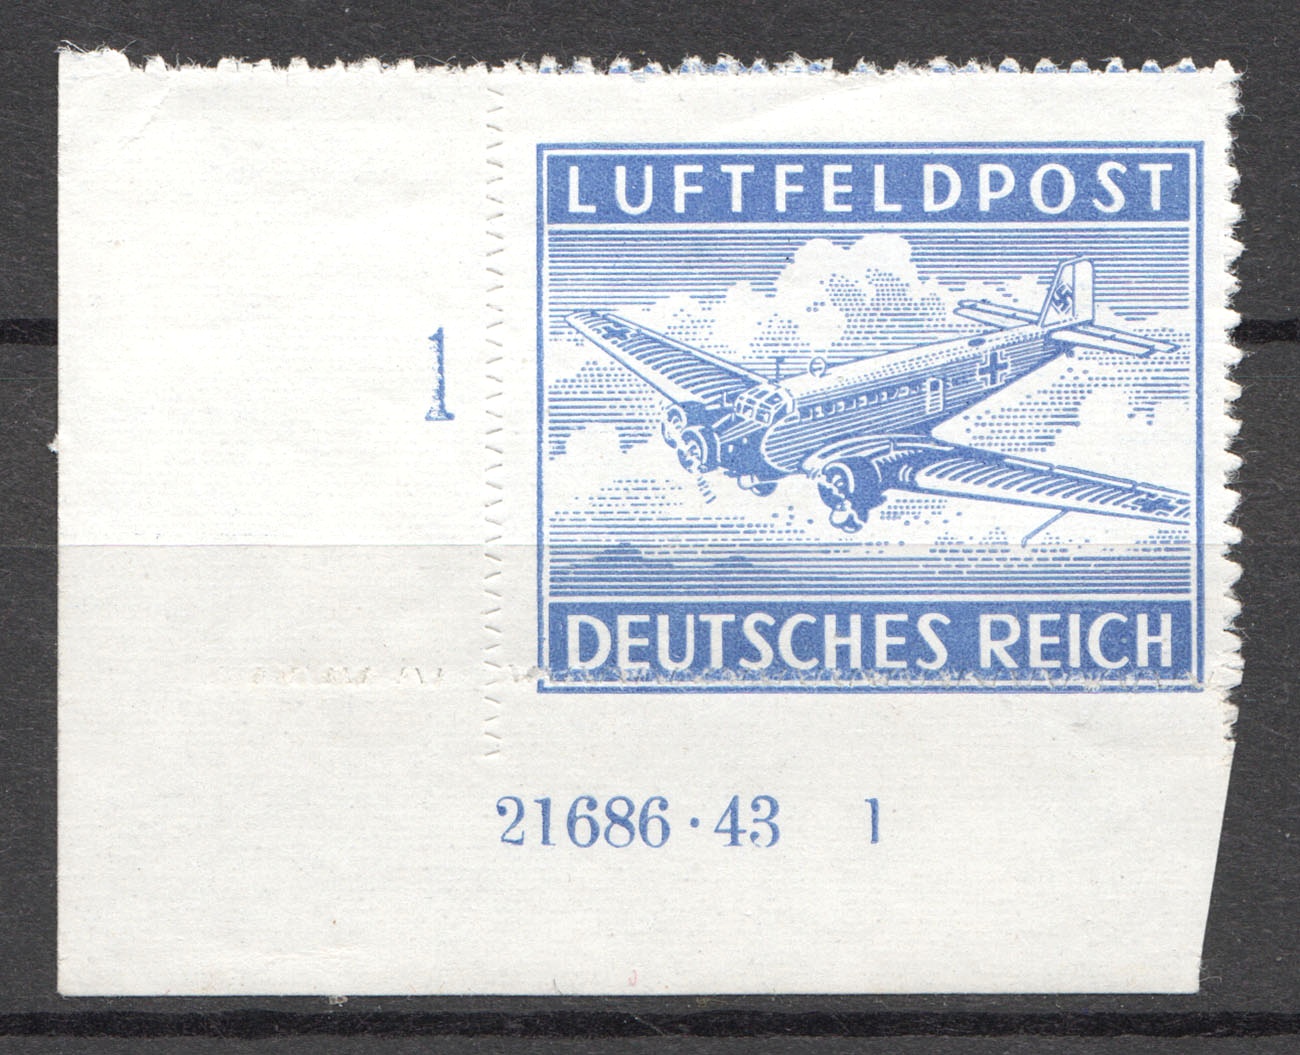 LUFTFELDPOST
1
DEUTSCHES REICH
21686·43 1